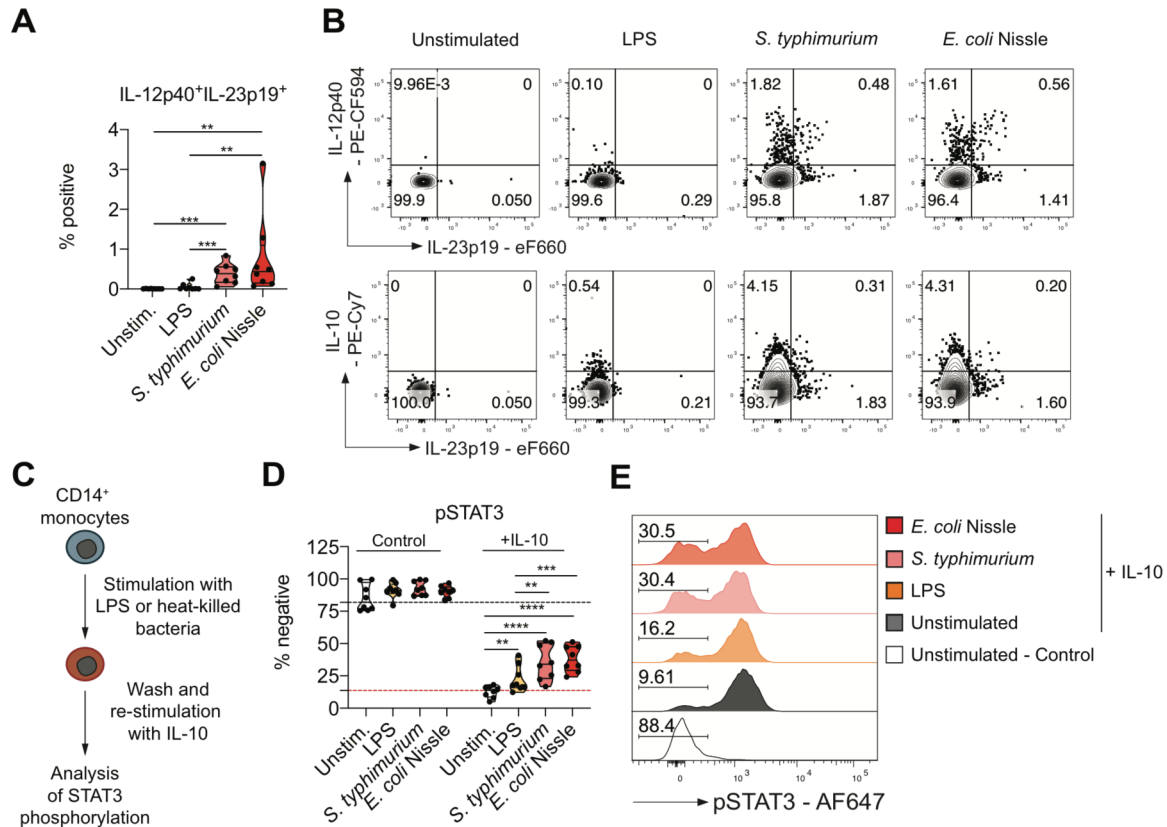 A
IL-12p40⁺IL-23p19⁺
% positive
4
3
2
1
0
**
**
***
***
Unstim.
LPS
S. typhimurium
E. coli Nissle
B
Unstimulated
LPS
S. typhimurium
E. coli Nissle
IL-12p40
- PE-CF594
9.96E-3
0
99.9
0.050
0.10
0
99.6
0.29
1.82
0.48
95.8
1.87
1.61
0.56
96.4
1.41
IL-23p19 - eF660
IL-10
- PE-Cy7
0
0
100.0
0.050
0.54
0
99.3
0.21
4.15
0.31
93.7
1.83
4.31
0.20
93.9
1.60
IL-23p19 - eF660
C
CD14⁺
monocytes
Stimulation with
LPS or heat-killed
bacteria
Wash and
re-stimulation
with IL-10
Analysis
of STAT3
phosphorylation
D
pSTAT3
Control
+IL-10
% negative
125
100
75
50
25
0
***
**
****
****
**
Unstim.
LPS
S. typhimurium
E. coli Nissle
Unstim.
LPS
S. typhimurium
E. coli Nissle
E
30.5
30.4
16.2
9.61
88.4
0
10³
10⁴
10⁵
pSTAT3 - AF647
E. coli Nissle
S. typhimurium
LPS
Unstimulated
Unstimulated - Control
+ IL-10